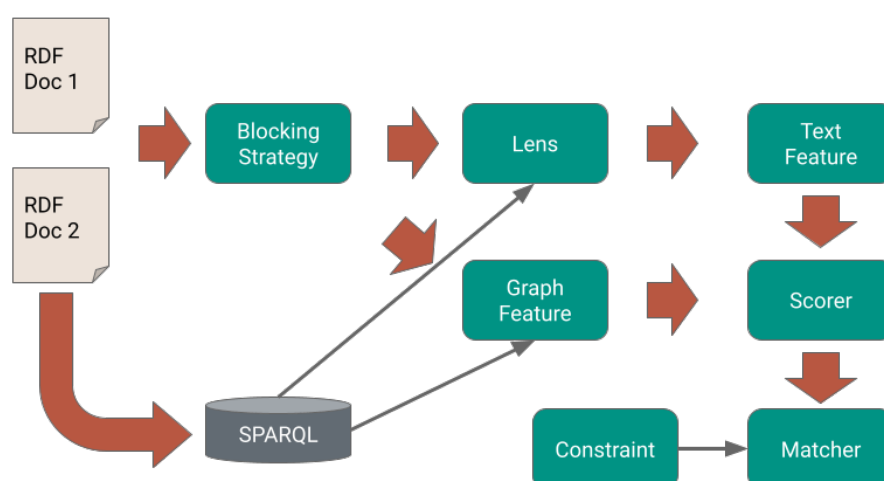 RDF
Doc 1
Blocking
Strategy
Lens
Text
Feature
RDF
Doc 2
Graph
Feature
Scorer
SPARQL
Constraint
Matcher